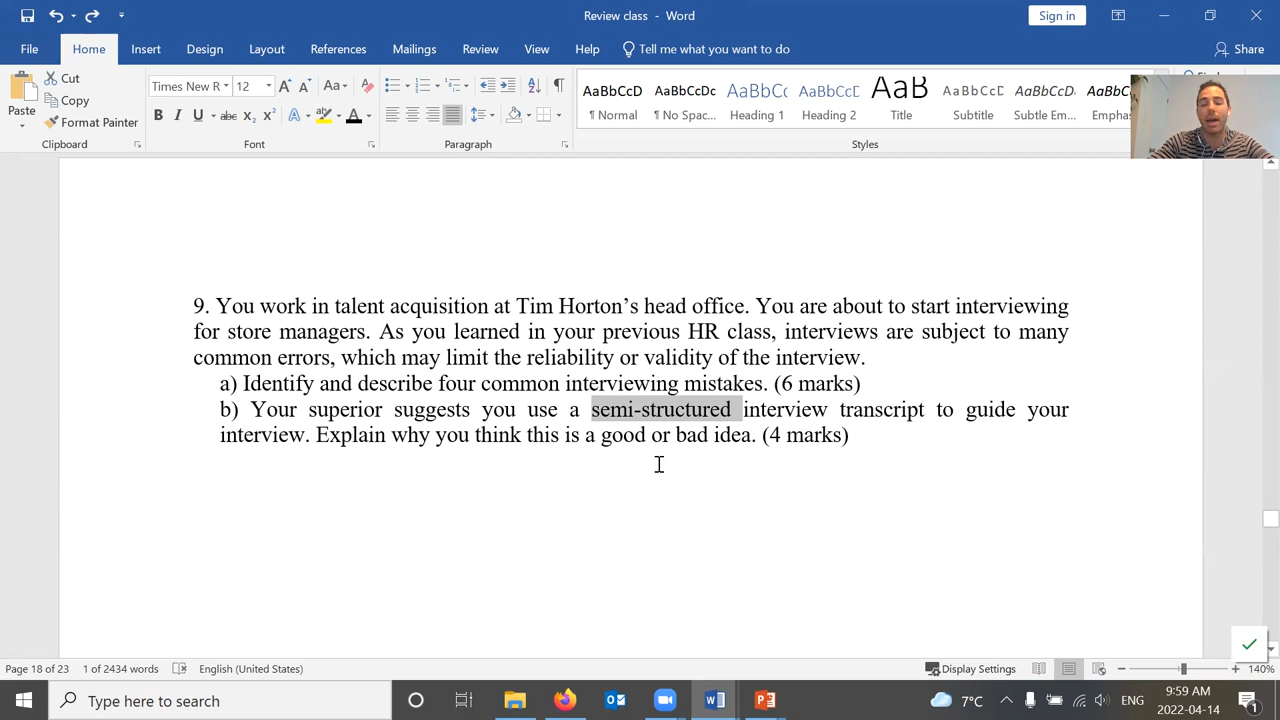 Review class - Word
Sign in
File Home Insert Design Layout References Mailings Review View Help Tell me what you want to do Share
Paste
Cut
Copy
Format Painter
Times New R 12
AaBbCcD AaBbCcDc AaBbCc AaBbCcD AaB AaBbCcD AaBbCcD
¶ Normal ¶ No Spac... Heading 1 Heading 2 Title Subtitle Subtle Em... Emphas
Clipboard Font Paragraph Styles
9. You work in talent acquisition at Tim Horton’s head office. You are about to start interviewing
for store managers. As you learned in your previous HR class, interviews are subject to many
common errors, which may limit the reliability or validity of the interview.
a) Identify and describe four common interviewing mistakes. (6 marks)
b) Your superior suggests you use a semi-structured interview transcript to guide your
interview. Explain why you think this is a good or bad idea. (4 marks)
Page 18 of 23 1 of 2434 words English (United States) Display Settings 140%
Type here to search 7°C ENG 9:59 AM
2022-04-14